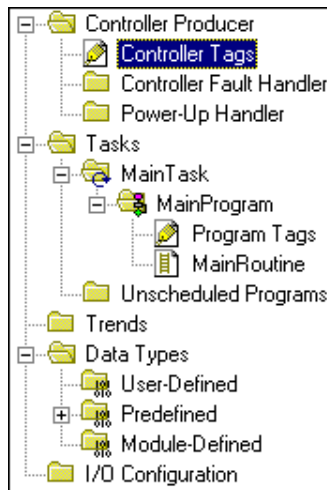 Controller Producer
Controller Tags
Controller Fault Handler
Power-Up Handler
Tasks
MainTask
MainProgram
Program Tags
MainRoutine
Unscheduled Programs
Trends
Data Types
User-Defined
Predefined
Module-Defined
I/O Configuration